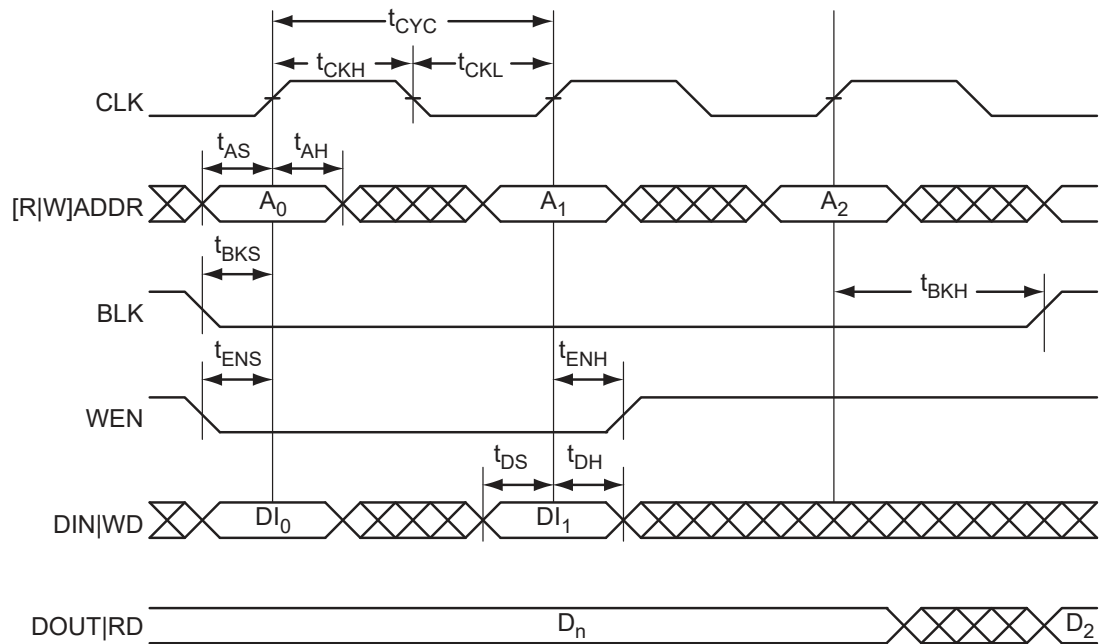 tCYC
tCKH tCKL
CLK
tAS tAH
[R|W]ADDR A0 A1 A2
tBKS tBKH
BLK
tENS tENH
WEN
tDS tDH
DIN|WD DI0 DI1
DOUT|RD Dn D2